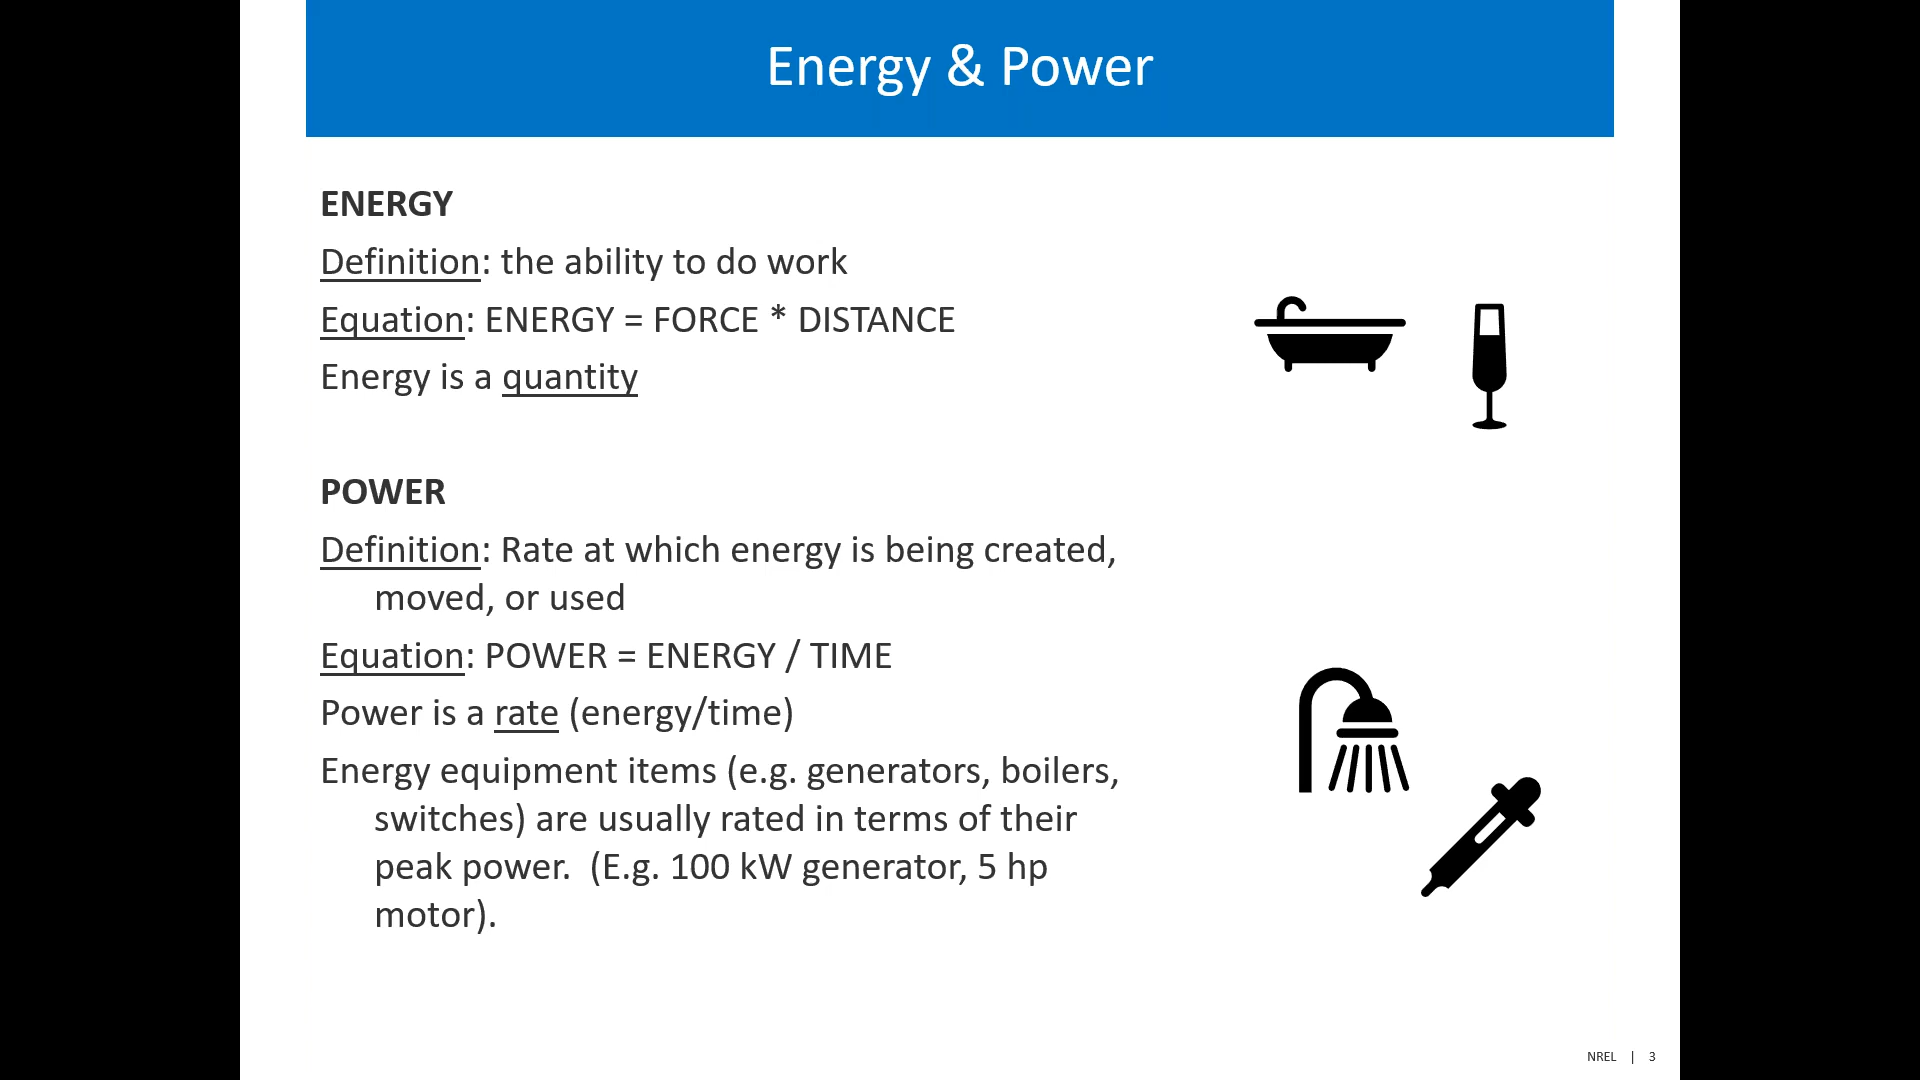 Energy & Power
ENERGY
Definition: the ability to do work
Equation: ENERGY = FORCE * DISTANCE
Energy is a quantity
POWER
Definition: Rate at which energy is being created,
moved, or used
Equation: POWER = ENERGY / TIME
Power is a rate (energy/time)
Energy equipment items (e.g. generators, boilers,
switches) are usually rated in terms of their
peak power.  (E.g. 100 kW generator, 5 hp
motor).
NREL | 3